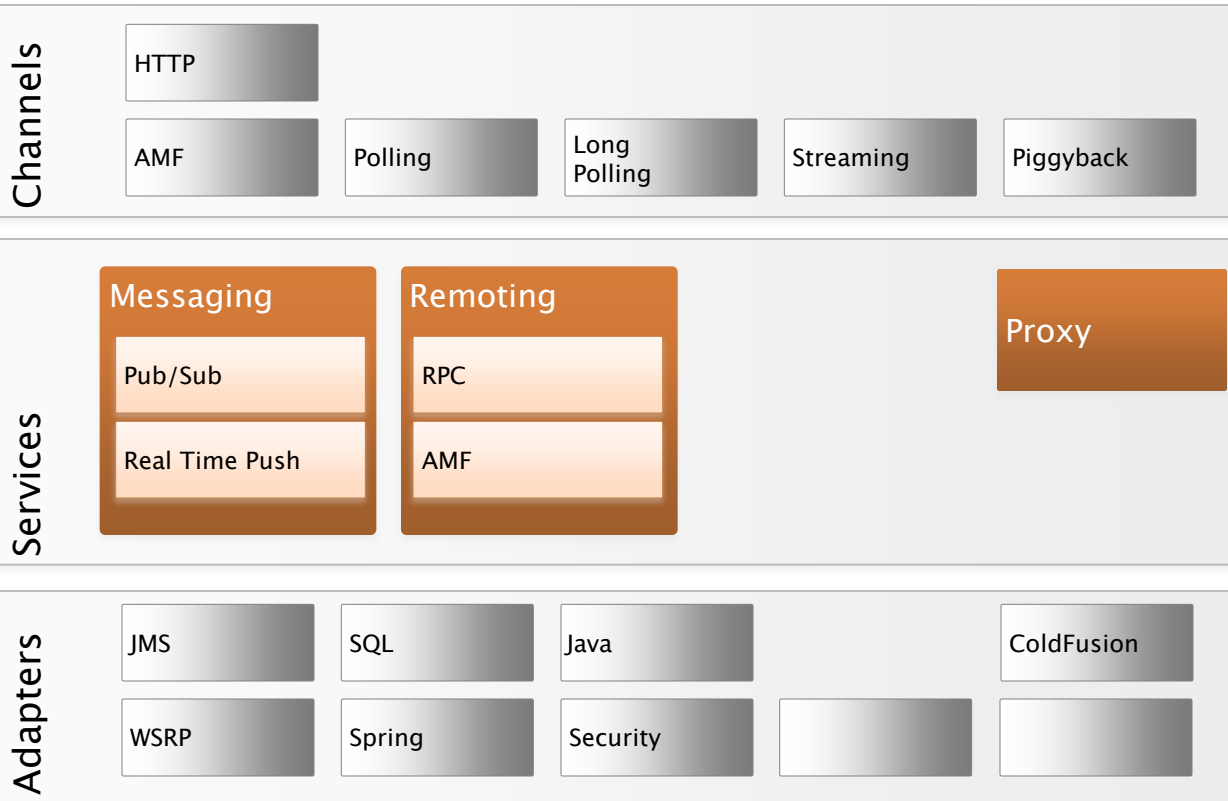 Channels
HTTP
AMF
Polling
Long
Polling
Streaming
Piggyback
Services
Messaging
Pub/Sub
Real Time Push
Remoting
RPC
AMF
Proxy
Adapters
JMS
SQL
Java
ColdFusion
WSRP
Spring
Security